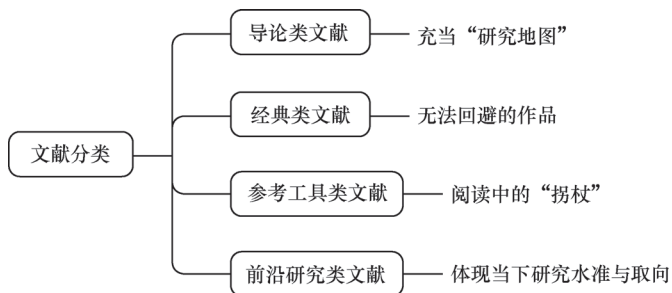 导论类文献
充当“研究地图”
经典类文献
无法回避的作品
文献分类
参考工具类文献
阅读中的“拐杖”
前沿研究类文献
体现当下研究水准与取向